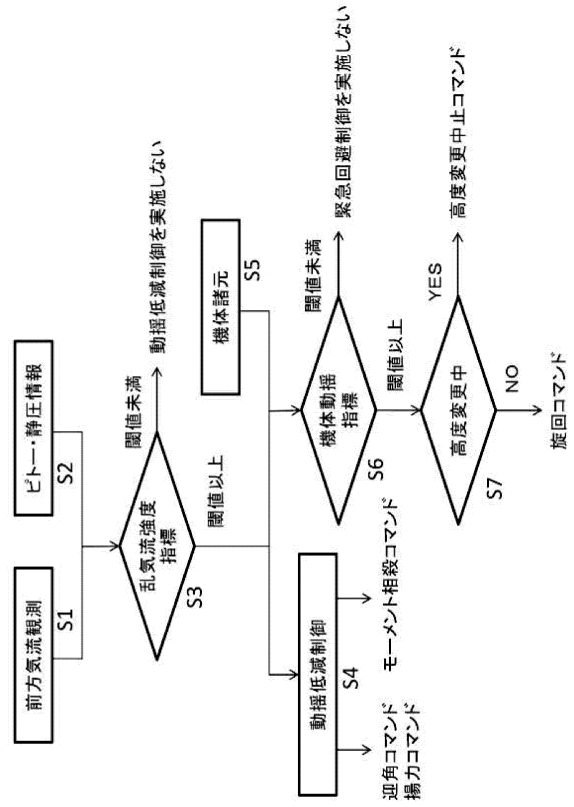 前方気流観測
S1
ピトー・静圧情報
S2
乱気流強度
指標
S3
閾値未満
動揺低減制御を実施しない
閾値以上
機体諸元
S5
動揺低減制御
S4
迎角コマンド
揚力コマンド
モーメント相殺コマンド
機体動揺
指標
S6
閾値未満
緊急回避制御を実施しない
閾値以上
高度変更中
S7
YES
高度変更中止コマンド
NO
旋回コマンド